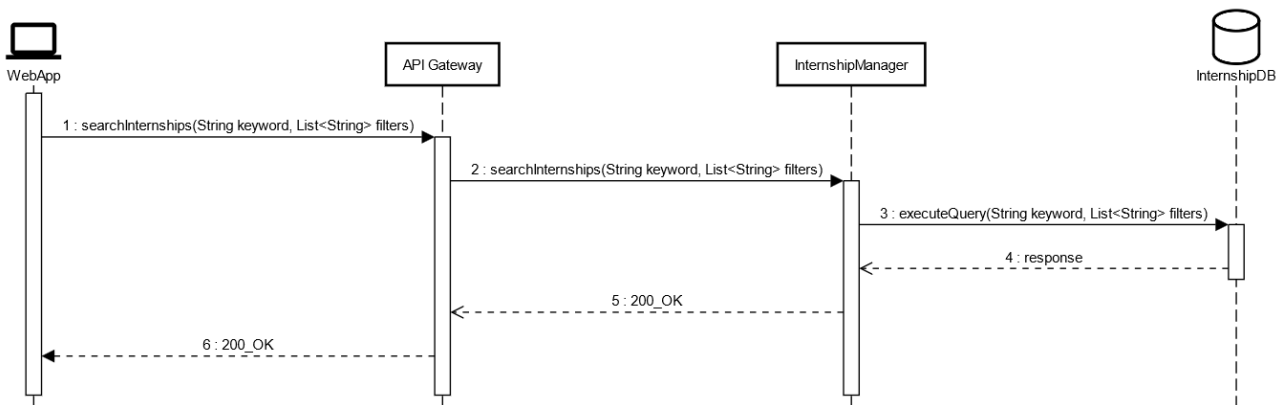 WebApp
API Gateway
InternshipManager
InternshipDB
1 : searchInternships(String keyword, List<String> filters)
2 : searchInternships(String keyword, List<String> filters)
3 : executeQuery(String keyword, List<String> filters)
4 : response
5 : 200_OK
6 : 200_OK